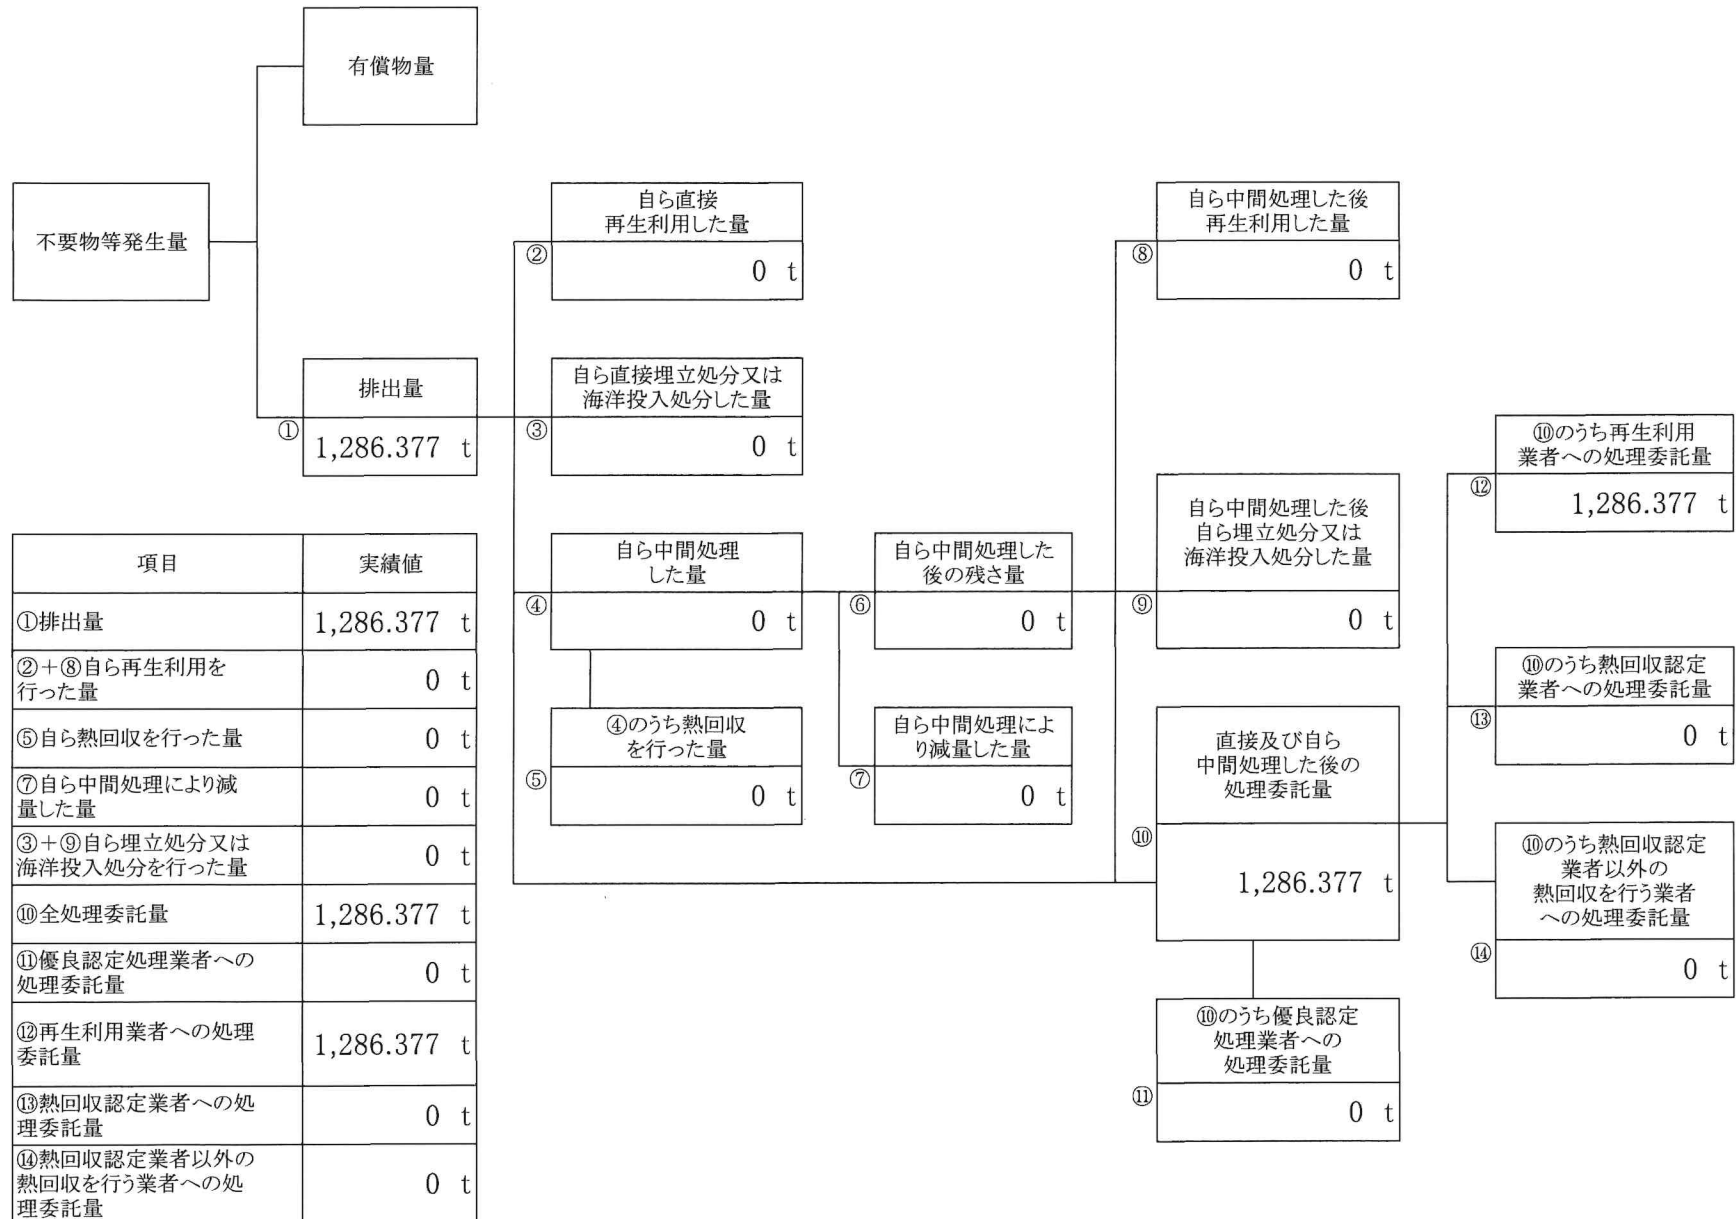 有償物量
不要物等発生量
排出量
①
1,286.377 t
自ら直接
再生利用した量
②
0 t
自ら直接埋立処分又は
海洋投入処分した量
③
0 t
自ら中間処理
した量
④
0 t
④のうち熱回収
を行った量
⑤
0 t
自ら中間処理した
後の残さ量
⑥
0 t
自ら中間処理によ
り減量した量
⑦
0 t
自ら中間処理した後
再生利用した量
⑧
0 t
自ら中間処理した後
自ら埋立処分又は
海洋投入処分した量
⑨
0 t
直接及び自ら
中間処理した後の
処理委託量
⑩
1,286.377 t
⑩のうち優良認定
処理業者への
処理委託量
⑪
0 t
⑩のうち再生利用
業者への処理委託量
⑫
1,286.377 t
⑩のうち熱回収認定
業者への処理委託量
⑬
0 t
⑩のうち熱回収認定
業者以外の
熱回収を行う業者
への処理委託量
⑭
0 t
項目 実績値
①排出量 1,286.377 t
②＋⑧自ら再生利用を
行った量 0 t
⑤自ら熱回収を行った量 0 t
⑦自ら中間処理により減
量した量 0 t
③＋⑨自ら埋立処分又は
海洋投入処分を行った量 0 t
⑩全処理委託量 1,286.377 t
⑪優良認定処理業者への
処理委託量 0 t
⑫再生利用業者への処理
委託量 1,286.377 t
⑬熱回収認定業者への処
理委託量 0 t
⑭熱回収認定業者以外の
熱回収を行う業者への処
理委託量 0 t